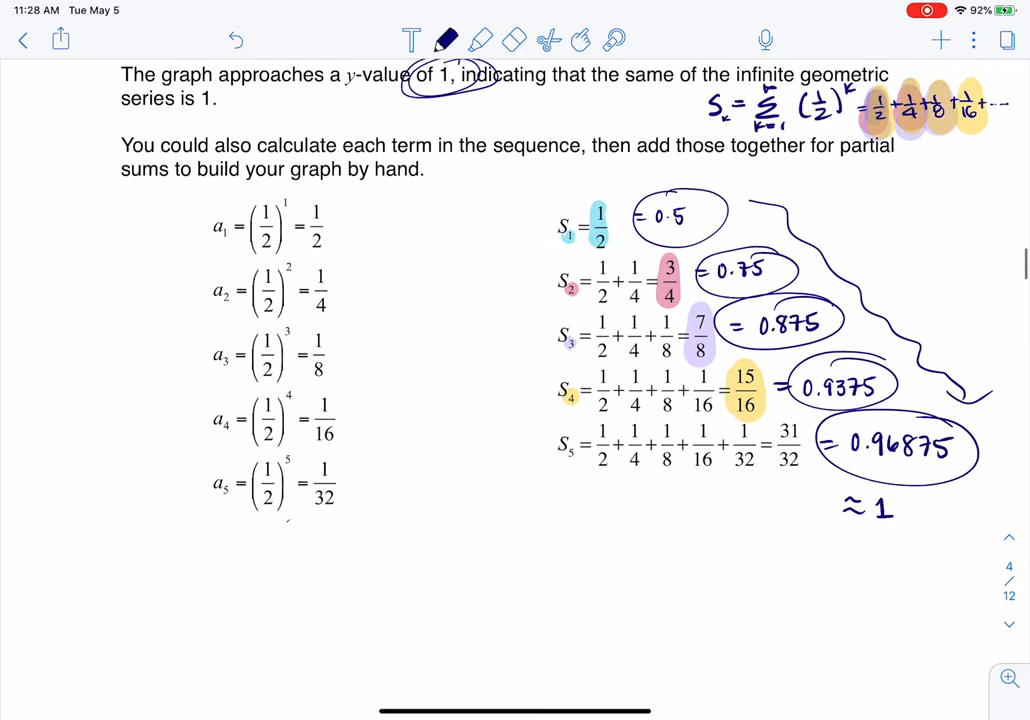 11:28 AM Tue May 5
92%
The graph approaches a y-value of 1, indicating that the same of the infinite geometric
series is 1.
You could also calculate each term in the sequence, then add those together for partial
sums to build your graph by hand.
Sₖ = Σ k=1 (1/2)^k = 1/2 + 1/4 + 1/8 + 1/16 + ...
a₁ = (1/2)^1 = 1/2
a₂ = (1/2)^2 = 1/4
a₃ = (1/2)^3 = 1/8
a₄ = (1/2)^4 = 1/16
a₅ = (1/2)^5 = 1/32
S₁ = 1/2 = 0.5
S₂ = 1/2 + 1/4 = 3/4 = 0.75
S₃ = 1/2 + 1/4 + 1/8 = 7/8 = 0.875
S₄ = 1/2 + 1/4 + 1/8 + 1/16 = 15/16 = 0.9375
S₅ = 1/2 + 1/4 + 1/8 + 1/16 + 1/32 = 31/32 = 0.96875
≈ 1
4
/
12